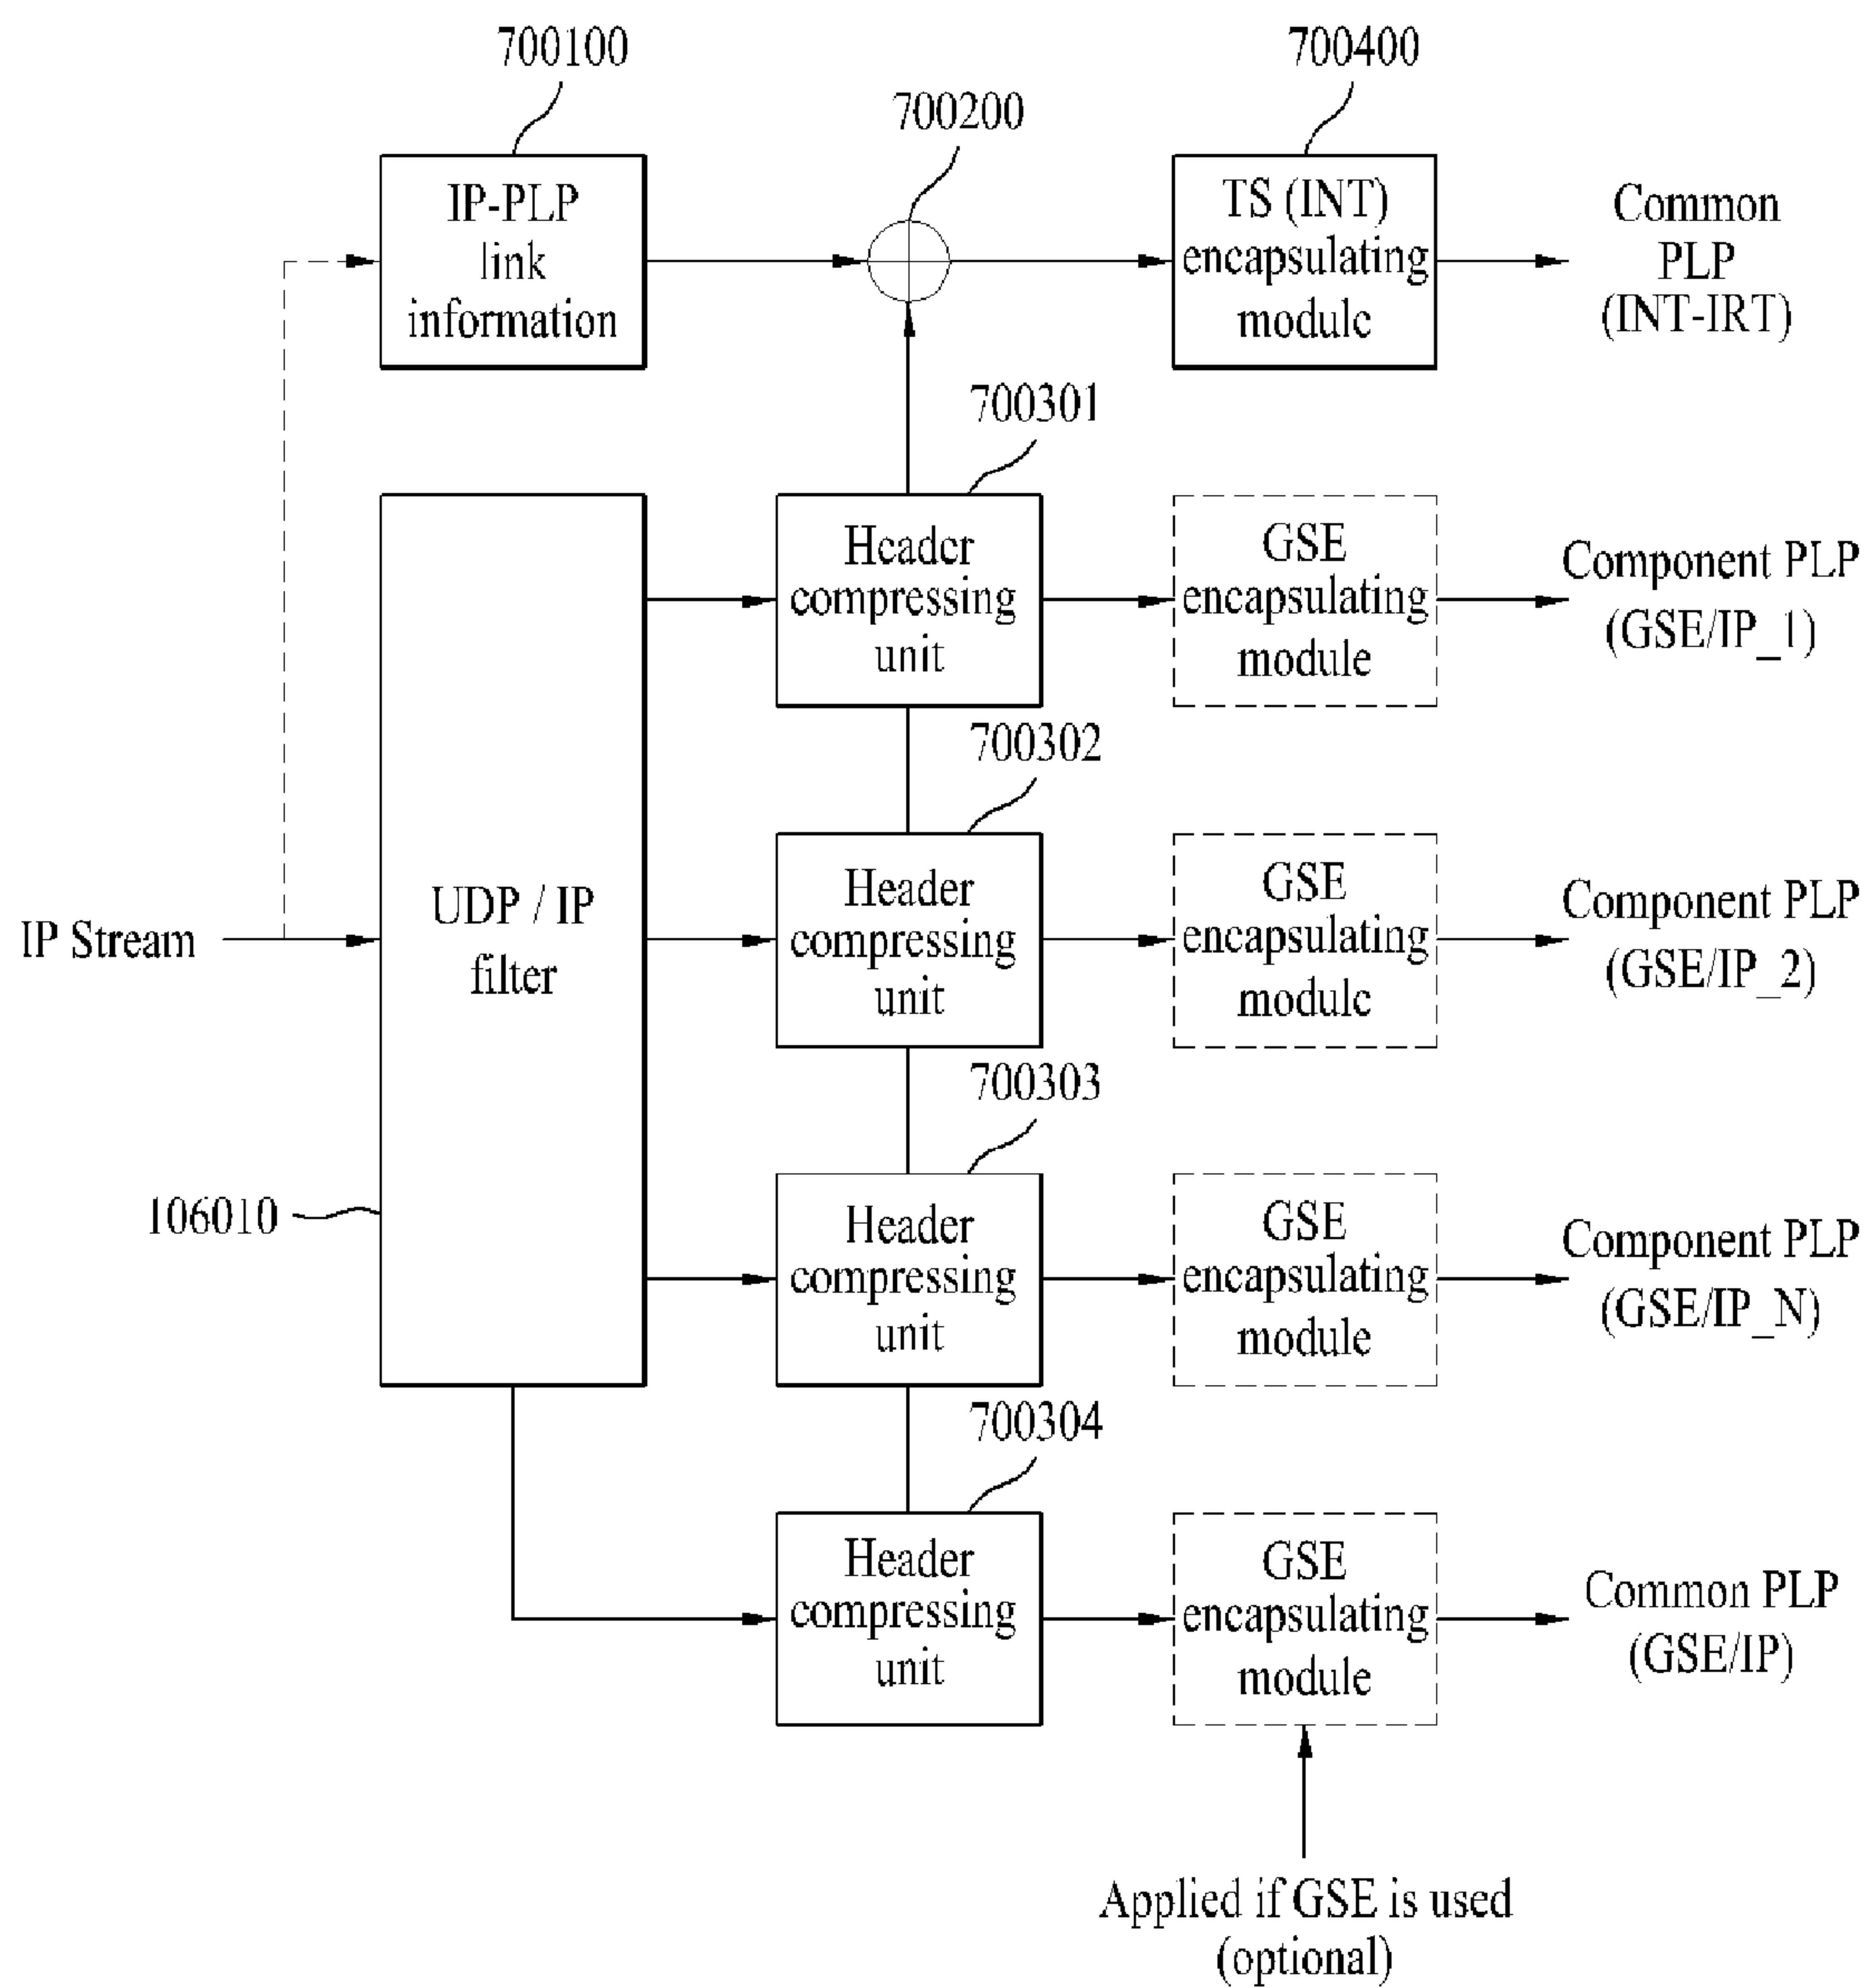 700100
700400
700200
IP-PLP
link
information
TS (INT)
encapsulating
module
Common
PLP
(INT-IRT)
700301
Header
compressing
unit
GSE
encapsulating
module
Component PLP
(GSE/IP_1)
700302
IP Stream
UDP / IP
filter
Header
compressing
unit
GSE
encapsulating
module
Component PLP
(GSE/IP_2)
700303
106010
Header
compressing
unit
GSE
encapsulating
module
Component PLP
(GSE/IP_N)
700304
Header
compressing
unit
GSE
encapsulating
module
Common PLP
(GSE/IP)
Applied if GSE is used
(optional)